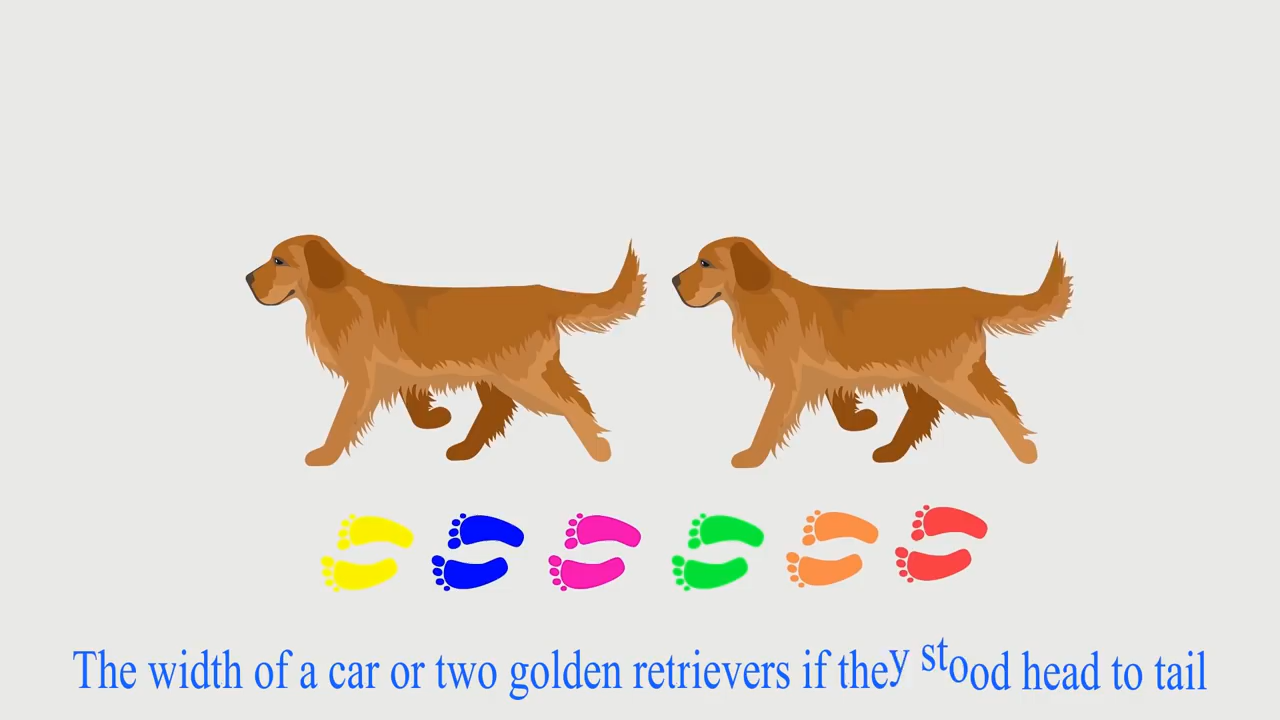 The width of a car or two golden retrievers if they stood head to tail